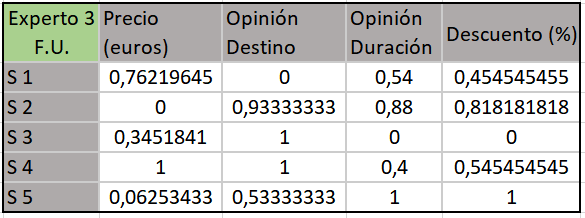 Experto 3 F.U. Precio (euros) Opinión Destino Opinión Duración Descuento (%)
S 1 0,76219645 0 0,54 0,454545455
S 2 0 0,93333333 0,88 0,818181818
S 3 0,3451841 1 0 0
S 4 1 1 0,4 0,545454545
S 5 0,06253433 0,53333333 1 1